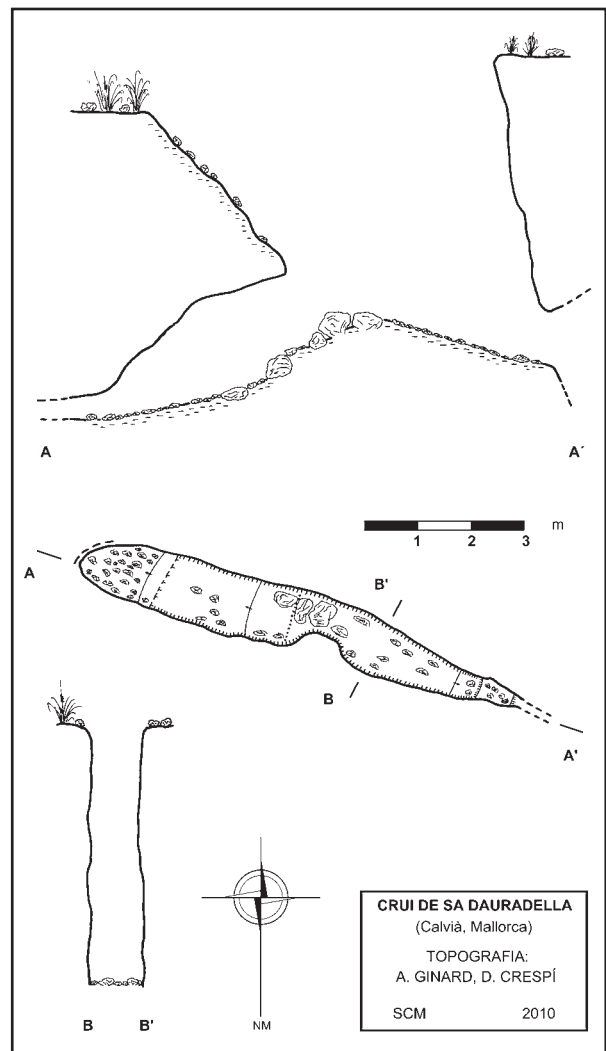 A A´
m
1 2 3
A
B'
B
A'
B B'
NM
CRUI DE SA DAURADELLA
(Calvià, Mallorca)
TOPOGRAFIA:
A. GINARD, D. CRESPÍ
SCM 2010